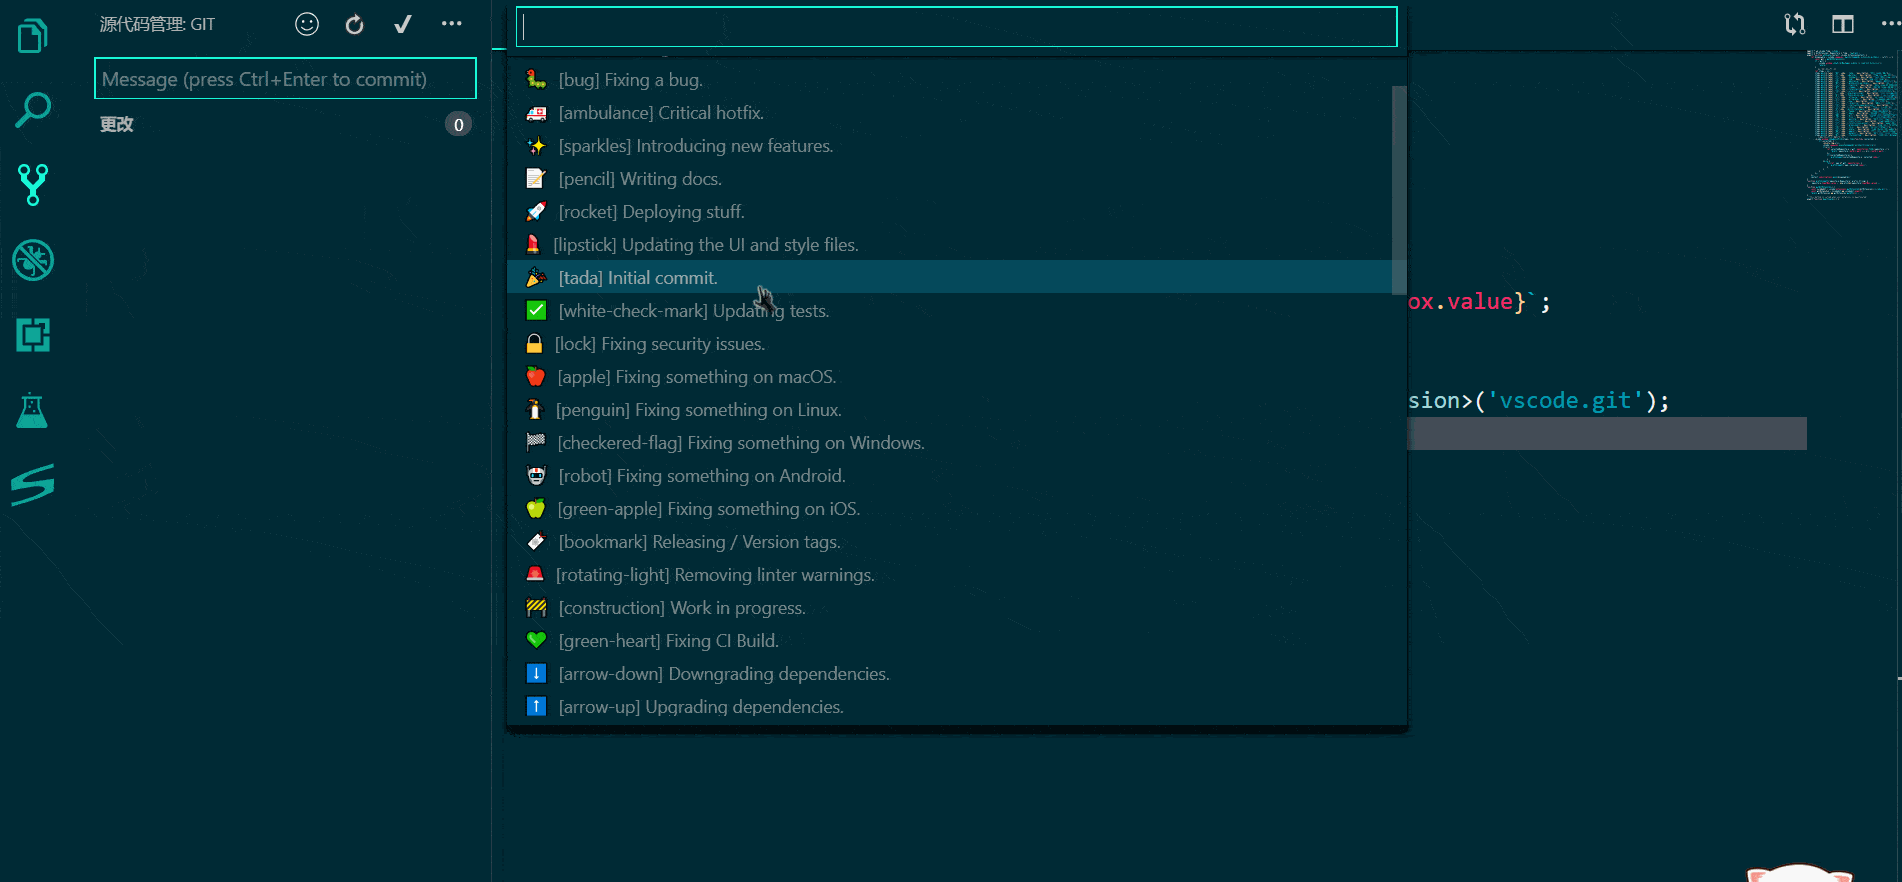 源代码管理: GIT
Message (press Ctrl+Enter to commit)
更改
0
[bug] Fixing a bug.
[ambulance] Critical hotfix.
[sparkles] Introducing new features.
[pencil] Writing docs.
[rocket] Deploying stuff.
[lipstick] Updating the UI and style files.
[tada] Initial commit.
[white-check-mark] Updating tests.
[lock] Fixing security issues.
[apple] Fixing something on macOS.
[penguin] Fixing something on Linux.
[checkered-flag] Fixing something on Windows.
[robot] Fixing something on Android.
[green-apple] Fixing something on iOS.
[bookmark] Releasing / Version tags.
[rotating-light] Removing linter warnings.
[construction] Work in progress.
[green-heart] Fixing CI Build.
[arrow-down] Downgrading dependencies.
[arrow-up] Upgrading dependencies.
ox.value}`;
sion>('vscode.git');